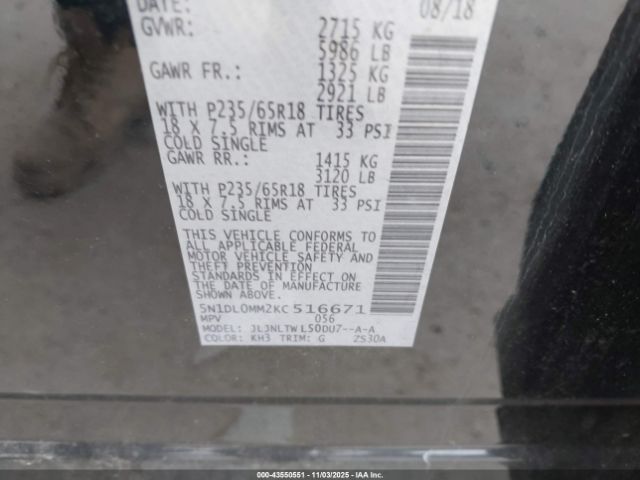 DATE: 08/18
GVWR: 2715 KG
5986 LB
GAWR FR.: 1325 KG
2921 LB
WITH P235/65R18 TIRES
18 X 7.5 RIMS AT 33 PSI
COLD SINGLE
GAWR RR.: 1415 KG
3120 LB
WITH P235/65R18 TIRES
18 X 7.5 RIMS AT 33 PSI
COLD SINGLE
THIS VEHICLE CONFORMS TO
ALL APPLICABLE FEDERAL
MOTOR VEHICLE SAFETY AND
THEFT PREVENTION
STANDARDS IN EFFECT ON
THE DATE OF MANUFACTURE
SHOWN ABOVE.
5N1DL0MM2KC516671
MPV 056
MODEL: JLJNLTWL50DU7--A-A
COLOR: KH3 TRIM: G ZS30A
000-43550551 - 11/03/2025 - IAA Inc.